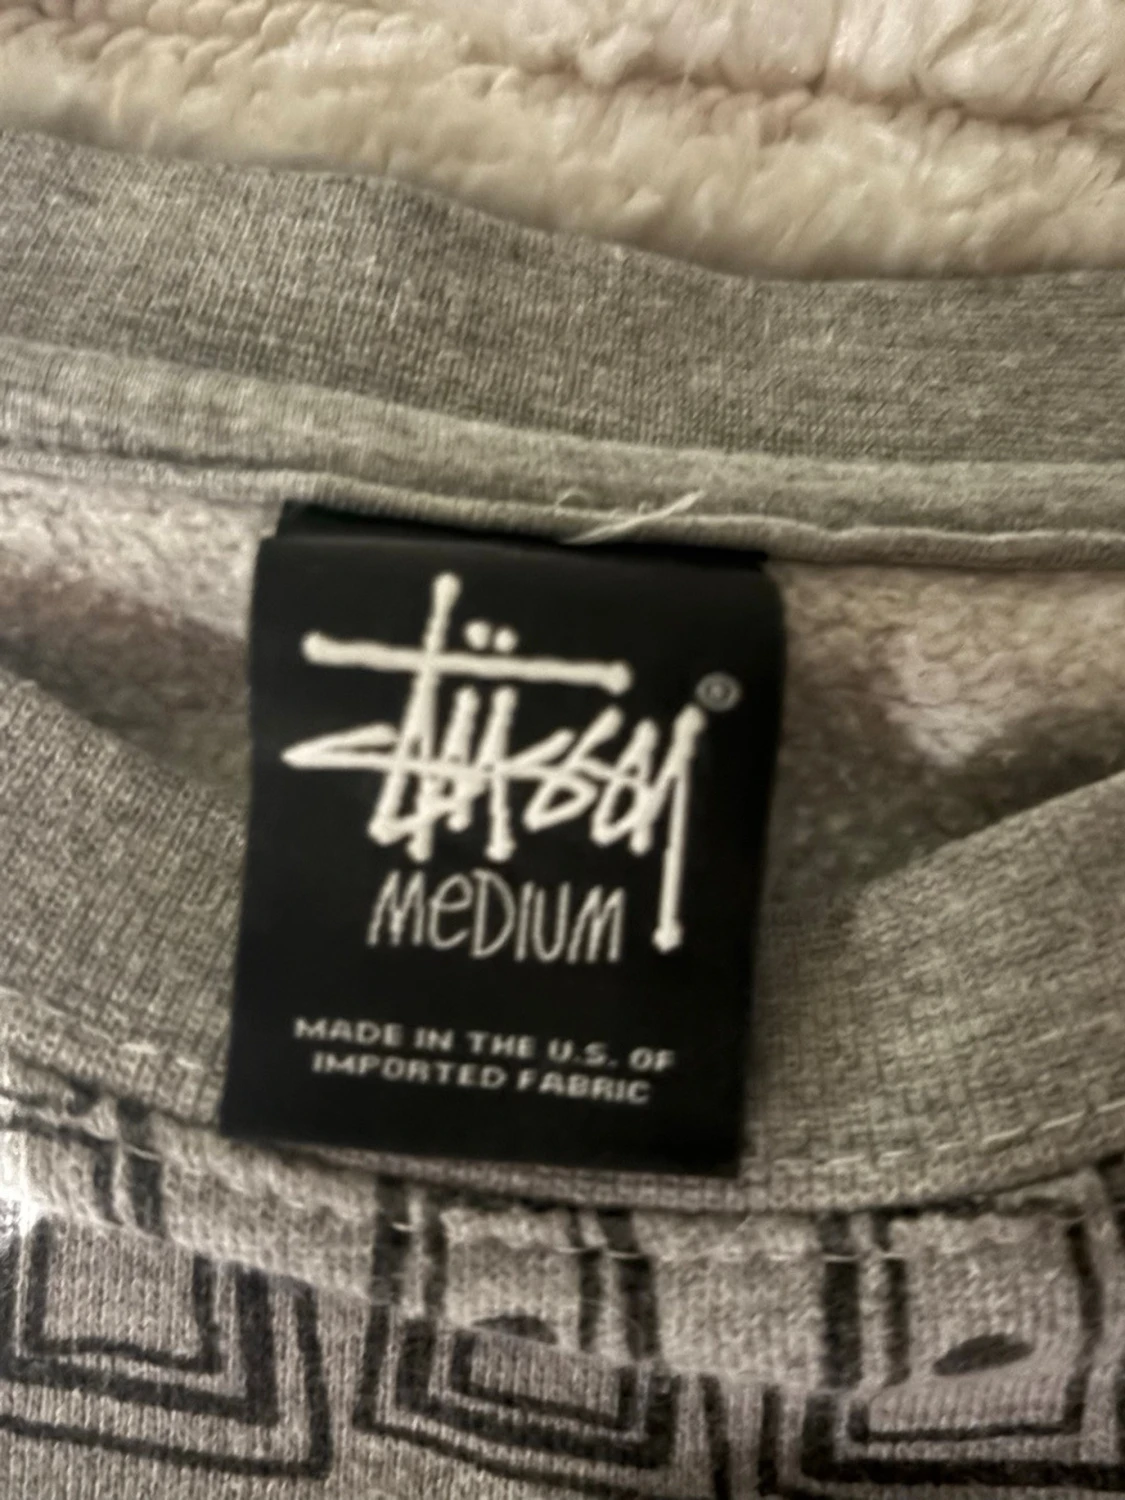 Stüssy ®
MeDIUM
MADE IN THE U.S. OF
IMPORTED FABRIC